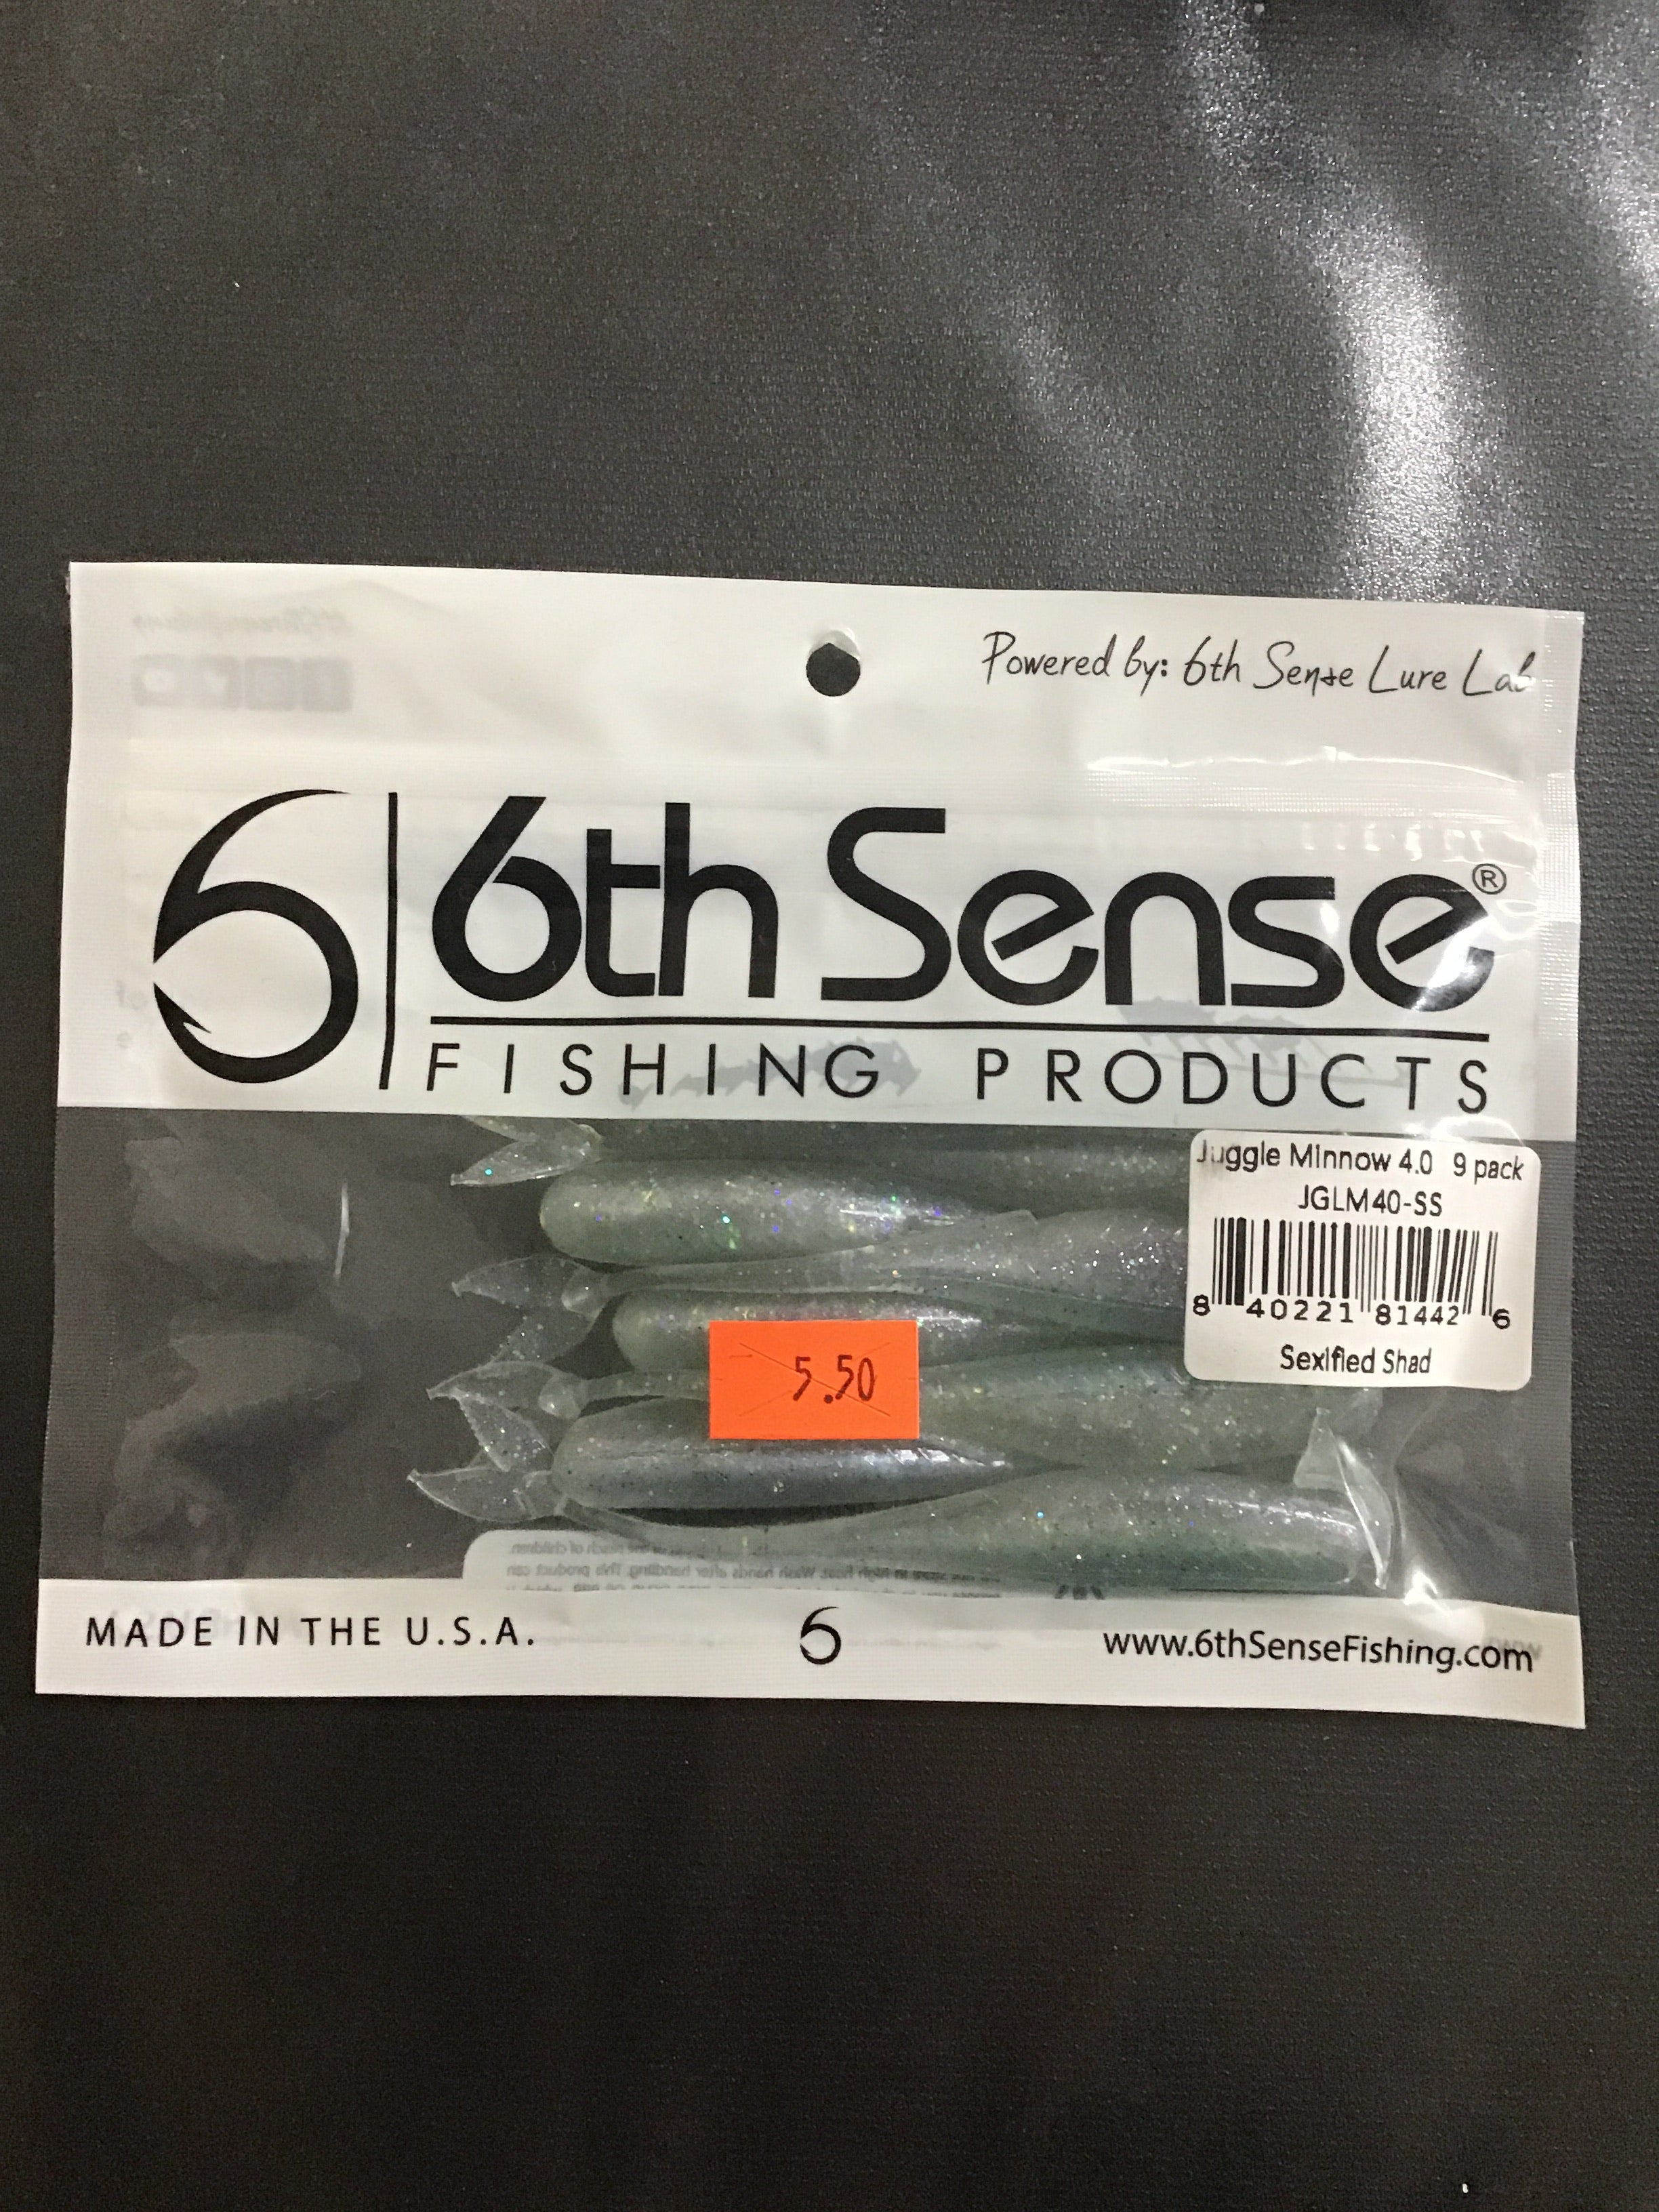 Powered by: 6th Sense Lure Lab
6th Sense®
FISHING PRODUCTS
Juggle Minnow 4.0 9 pack
JGLM40-SS
8 40221 81442 6
Sexified Shad
5.50
MADE IN THE U.S.A.
www.6thSenseFishing.com